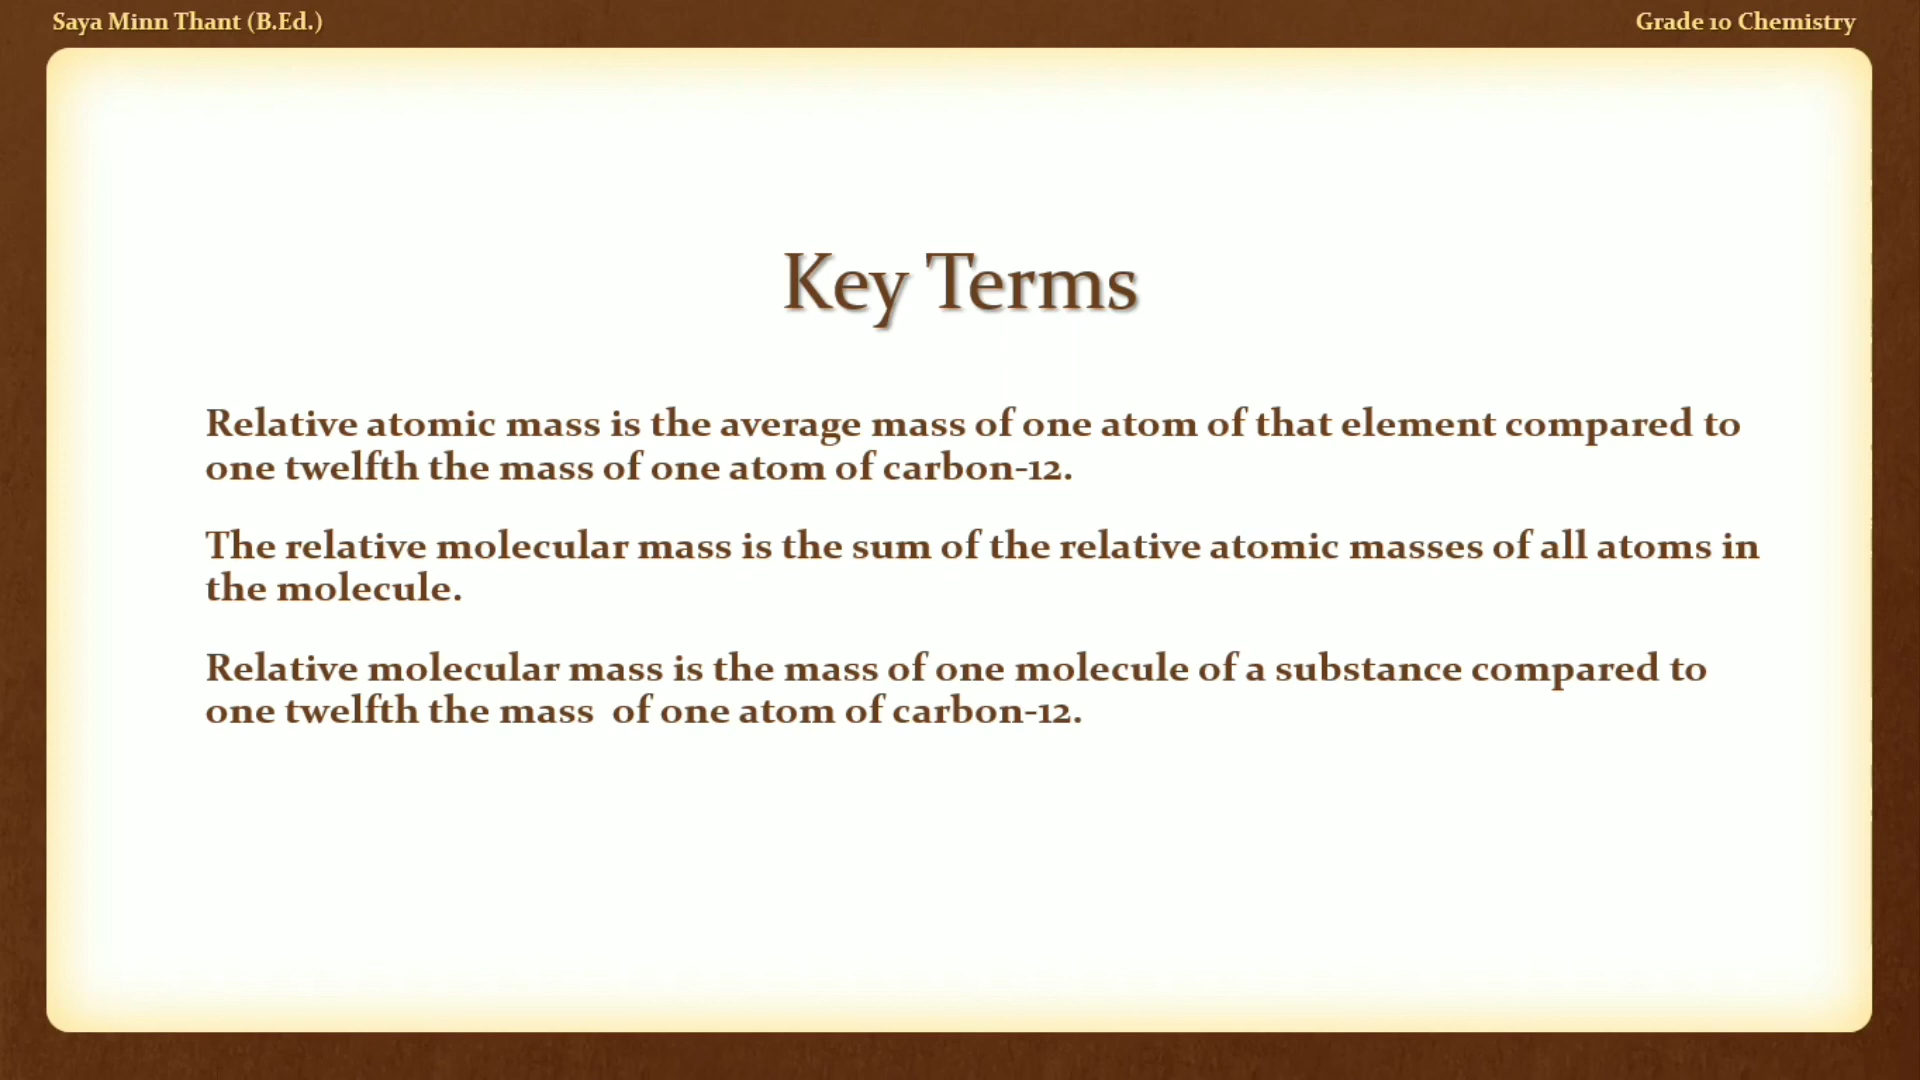 Saya Minn Thant (B.Ed.)
Grade 10 Chemistry
Key Terms
Relative atomic mass is the average mass of one atom of that element compared to
one twelfth the mass of one atom of carbon-12.
The relative molecular mass is the sum of the relative atomic masses of all atoms in
the molecule.
Relative molecular mass is the mass of one molecule of a substance compared to
one twelfth the mass  of one atom of carbon-12.